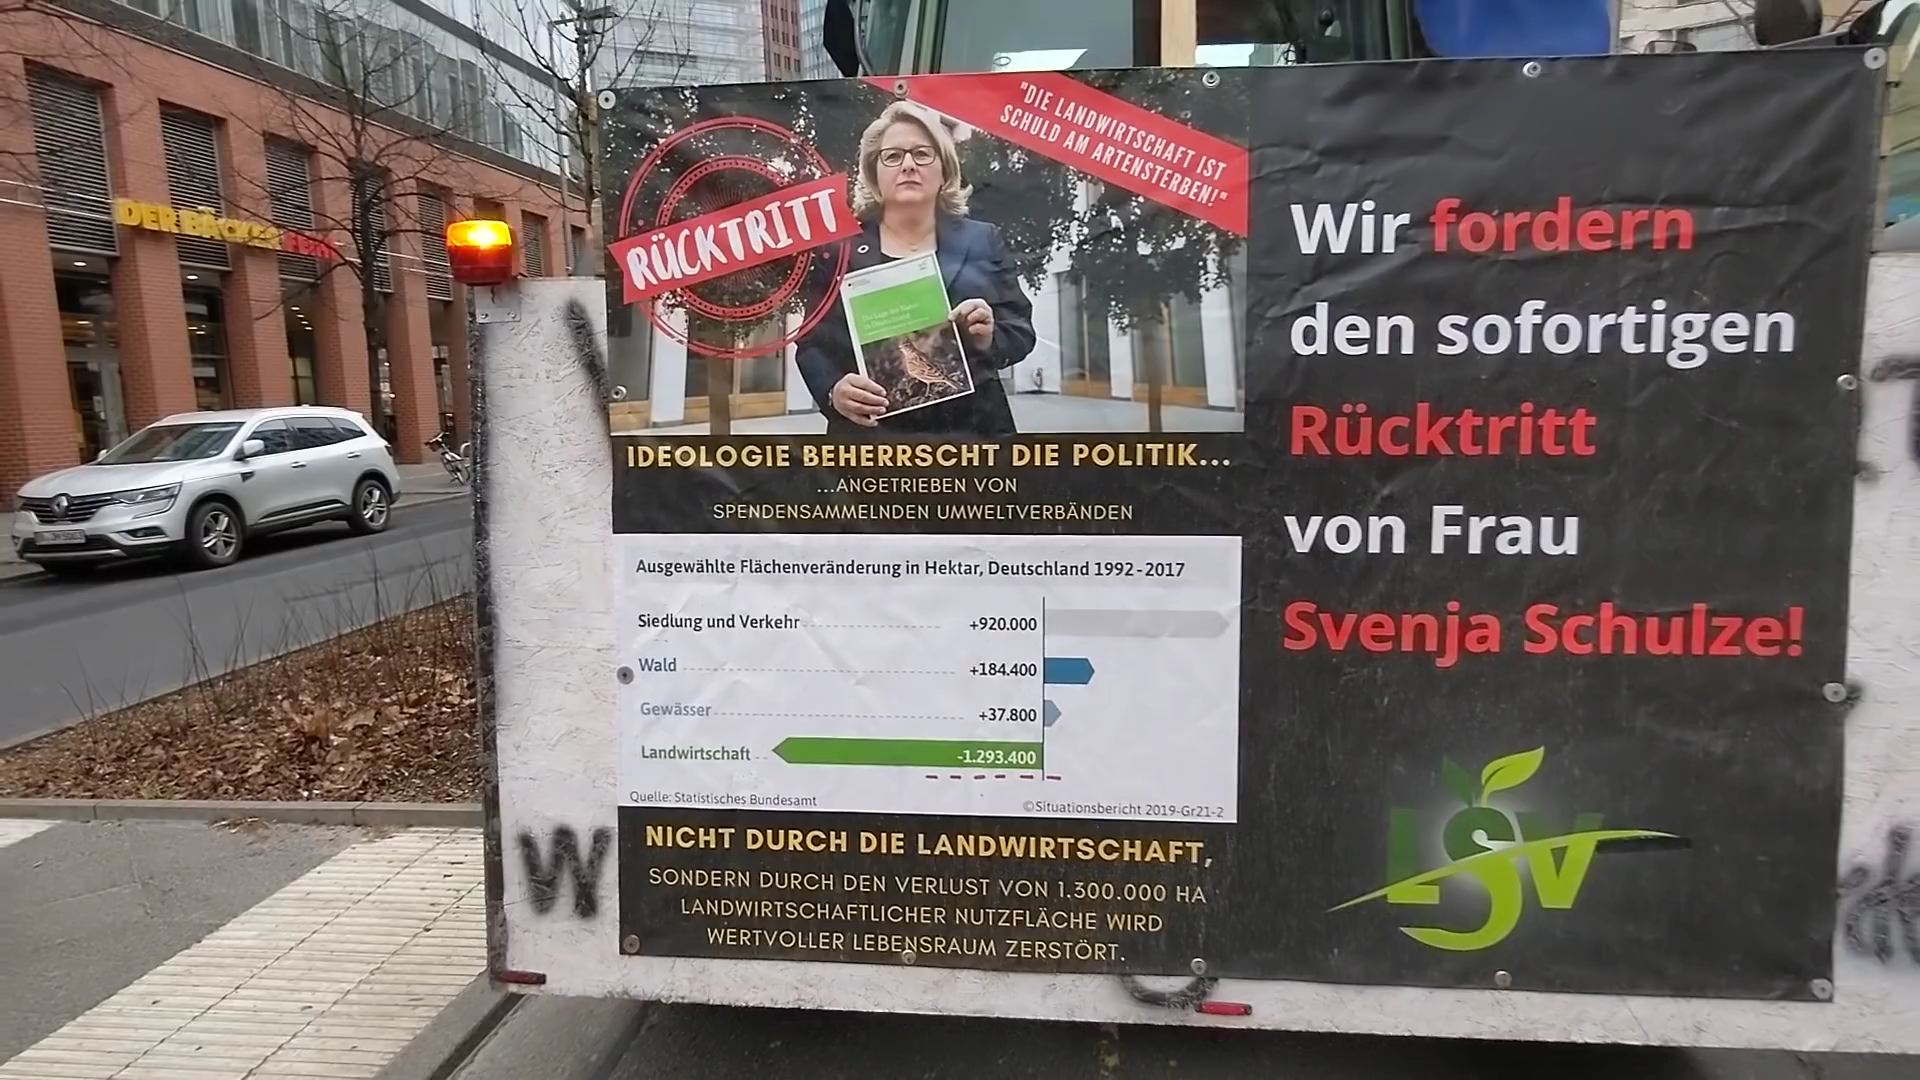 DER BÄCKER FEIHL
"DIE LANDWIRTSCHAFT IST
SCHULD AM ARTENSTERBEN!"
RÜCKTRITT
IDEOLOGIE BEHERRSCHT DIE POLITIK...
...ANGETRIEBEN VON
SPENDENSAMMELNDEN UMWELTVERBÄNDEN
Ausgewählte Flächenveränderung in Hektar, Deutschland 1992-2017
Siedlung und Verkehr +920.000
Wald +184.400
Gewässer +37.800
Landwirtschaft -1.293.400
Quelle: Statistisches Bundesamt
©Situationsbericht 2019-Gr21-2
NICHT DURCH DIE LANDWIRTSCHAFT,
SONDERN DURCH DEN VERLUST VON 1.300.000 HA
LANDWIRTSCHAFTLICHER NUTZFLÄCHE WIRD
WERTVOLLER LEBENSRAUM ZERSTÖRT.
Wir fordern
den sofortigen
Rücktritt
von Frau
Svenja Schulze!
LSV
W